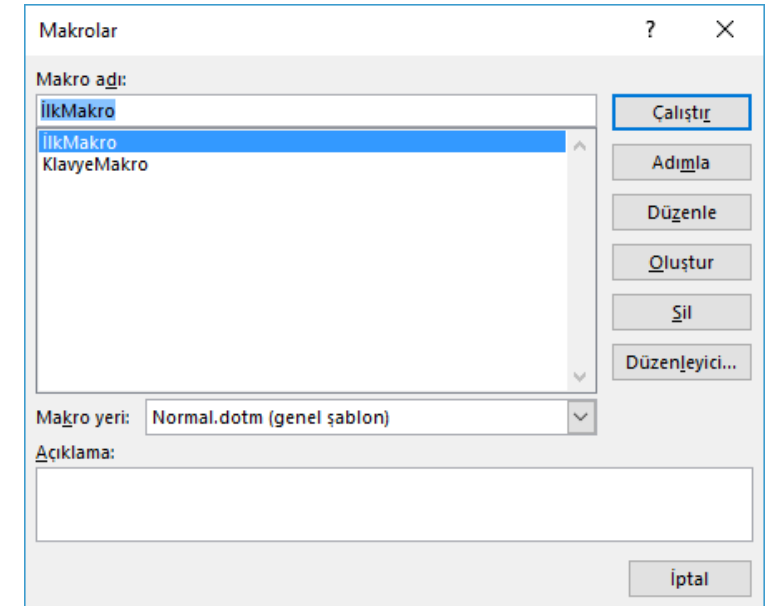 Makrolar ?
Makro adı:
İlkMakro
İlkMakro
KlavyeMakro
Çalıştır
Adımla
Düzenle
Oluştur
Sil
Düzenleyici...
Makro yeri: Normal.dotm (genel şablon)
Açıklama:
İptal